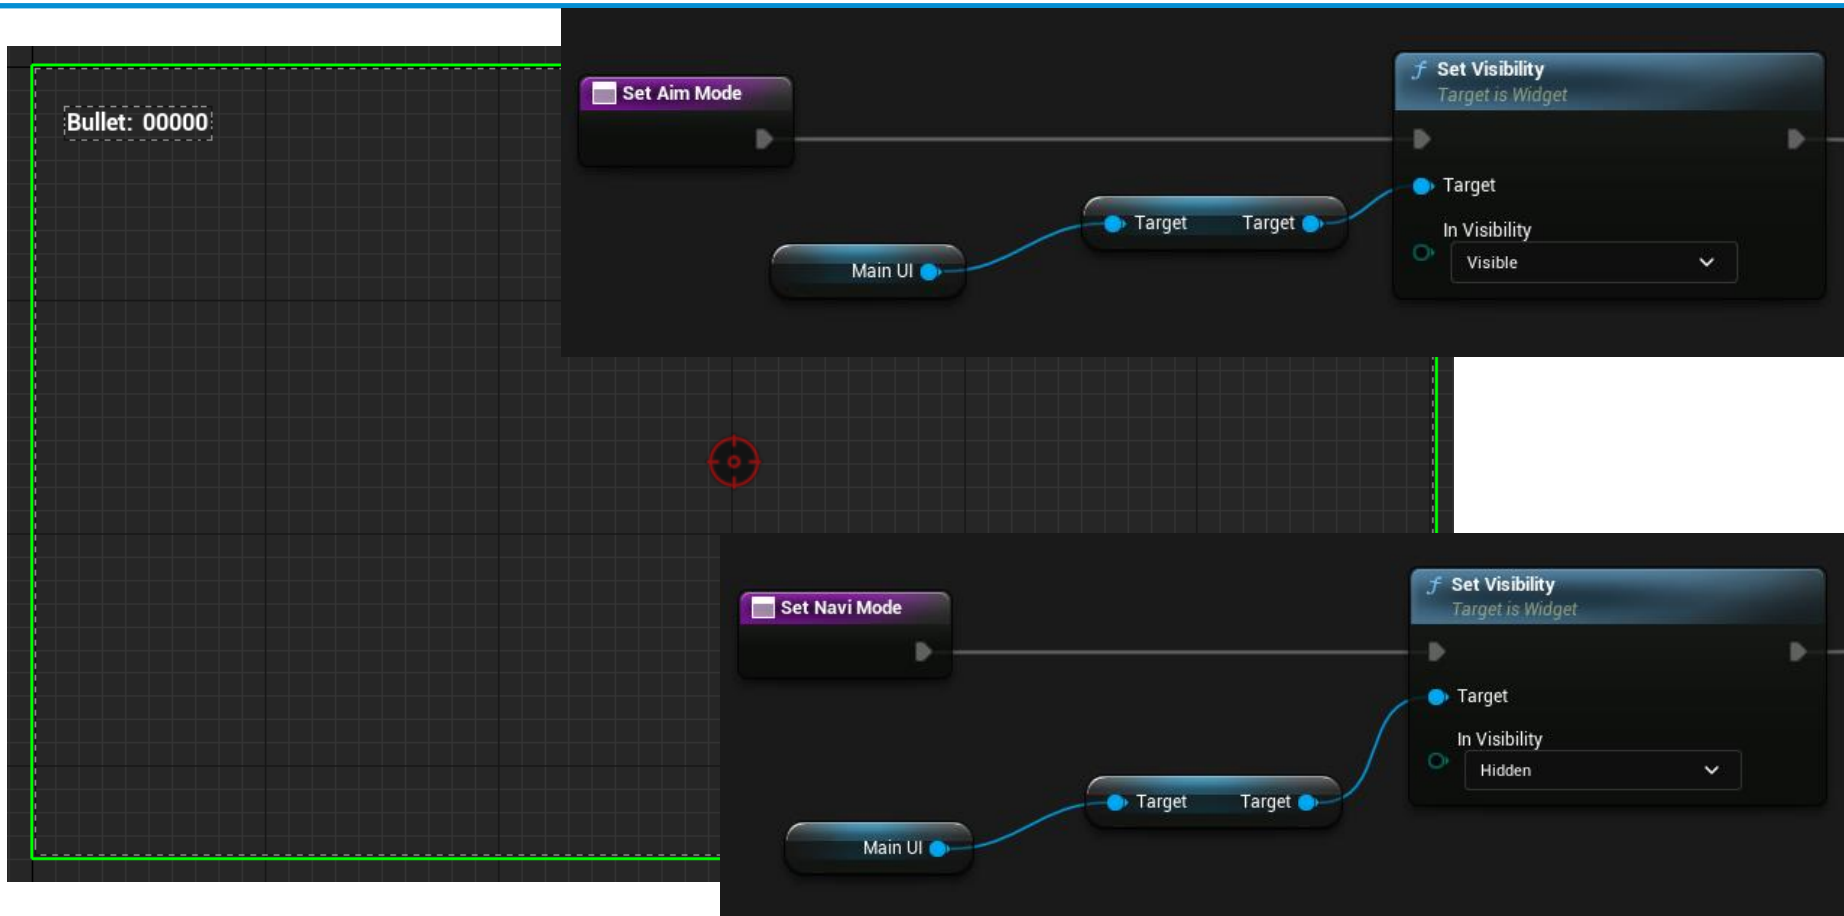 Bullet: 00000
Set Aim Mode
Set Visibility
Target is Widget
Target
Target Target
In Visibility
Main UI
Visible
Set Navi Mode
Set Visibility
Target is Widget
Target
In Visibility
Hidden
Target Target
Main UI